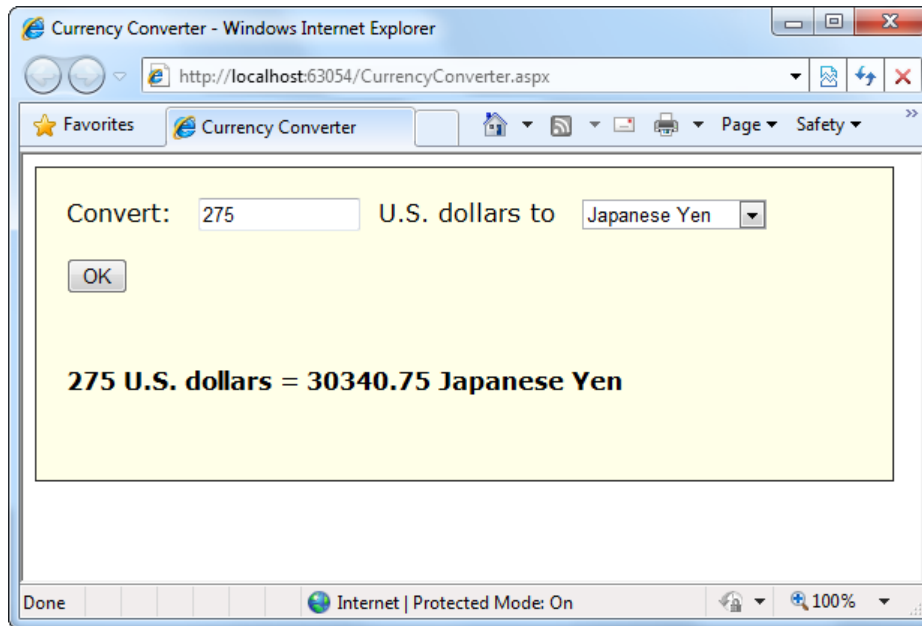 Currency Converter - Windows Internet Explorer
http://localhost:63054/CurrencyConverter.aspx
Favorites
Currency Converter
Page
Safety
»
Convert:
275
U.S. dollars to
Japanese Yen
OK
275 U.S. dollars = 30340.75 Japanese Yen
Done
Internet | Protected Mode: On
100%